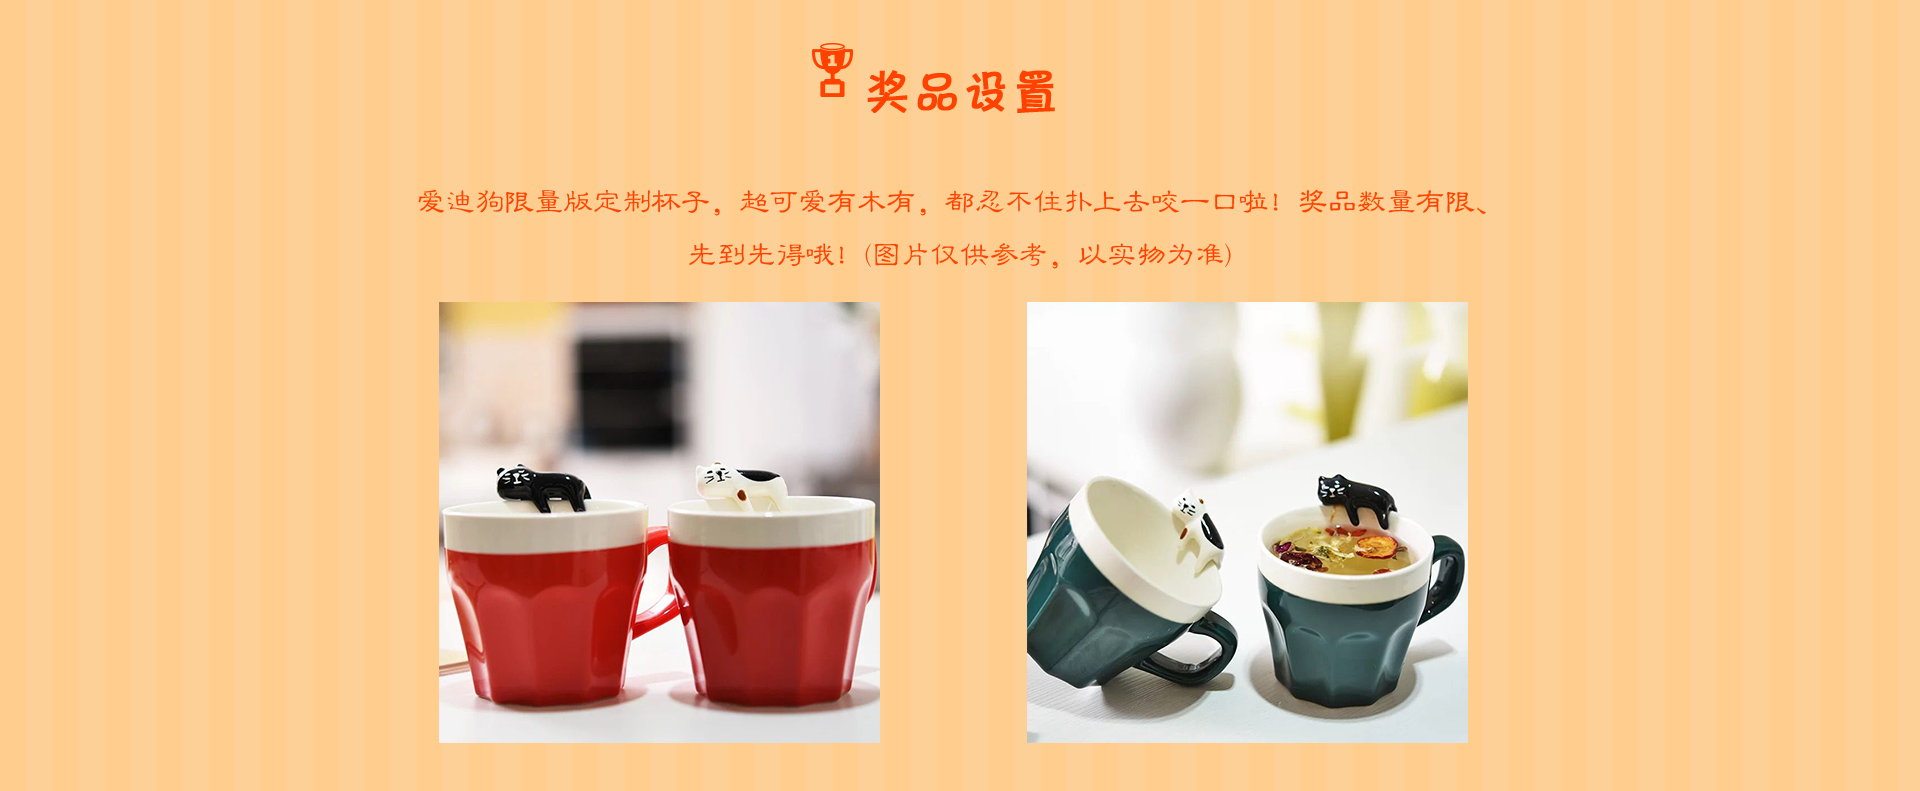 1
奖品设置
爱迪狗限量版定制杯子，超可爱有木有，都忍不住扑上去咬一口啦！奖品数量有限、
先到先得哦！(图片仅供参考，以实物为准)